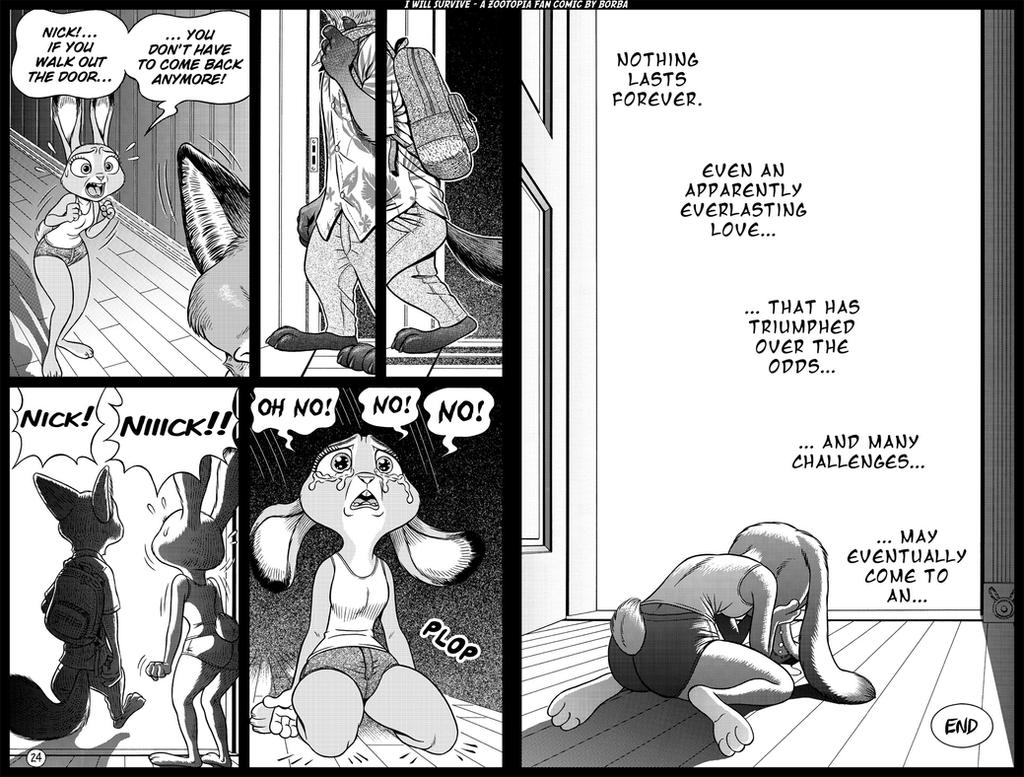 I WILL SURVIVE - A ZOOTOPIA FAN COMIC BY BORBA
NICK!...
IF YOU
WALK OUT
THE DOOR...
... YOU
DON'T HAVE
TO COME BACK
ANYMORE!
NICK!
NIIICK!!
OH NO!
NO!
NO!
PLOP
24
NOTHING
LASTS
FOREVER.
EVEN AN
APPARENTLY
EVERLASTING
LOVE...
... THAT HAS
TRIUMPHED
OVER THE
ODDS...
... AND MANY
CHALLENGES...
... MAY
EVENTUALLY
COME TO
AN...
END